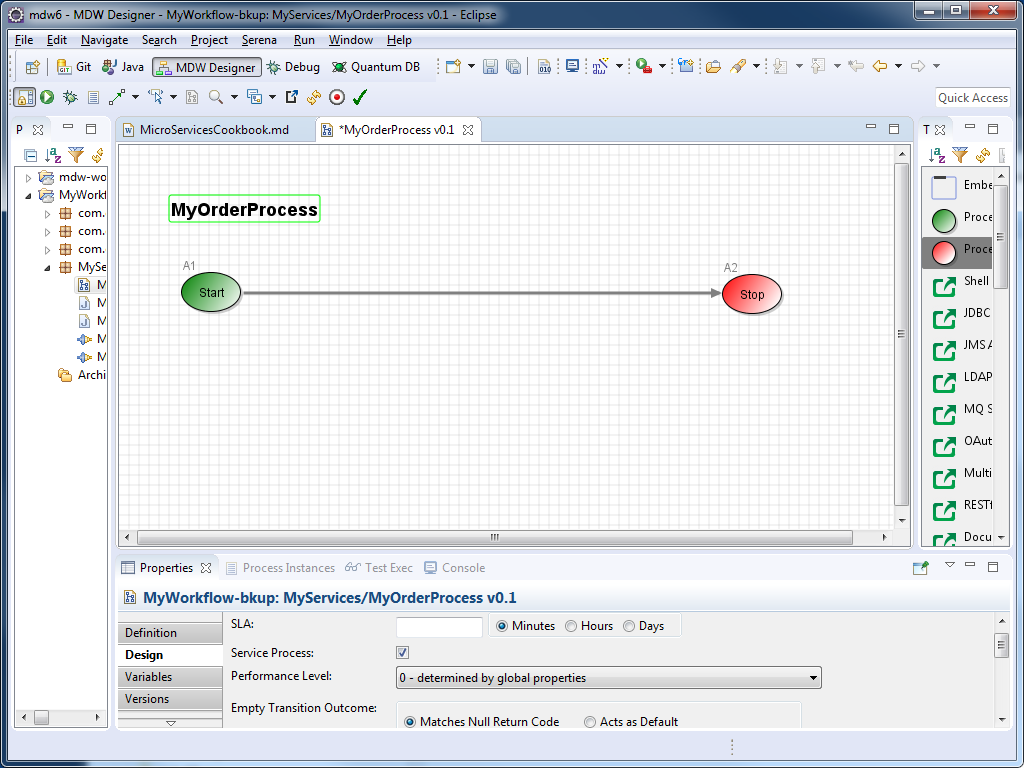 mdw6 - MDW Designer - MyWorkflow-bkup: MyServices/MyOrderProcess v0.1 - Eclipse
File Edit Navigate Search Project Serena Run Window Help
Git Java MDW Designer Debug Quantum DB
Quick Access
P
MicroServicesCookbook.md
*MyOrderProcess v0.1
T
mdw-wo
MyWorkf
com.
com.
com.
MySe
M
M
M
M
M
Archi
MyOrderProcess
A1
Start
A2
Stop
Embe
Proce
Proce
Shell
JDBC
JMS A
LDAP
MQ S
OAut
Multi
RESTf
Docu
Properties Process Instances Test Exec Console
MyWorkflow-bkup: MyServices/MyOrderProcess v0.1
Definition
Design
Variables
Versions
SLA: Minutes Hours Days
Service Process:
Performance Level: 0 - determined by global properties
Empty Transition Outcome: Matches Null Return Code Acts as Default